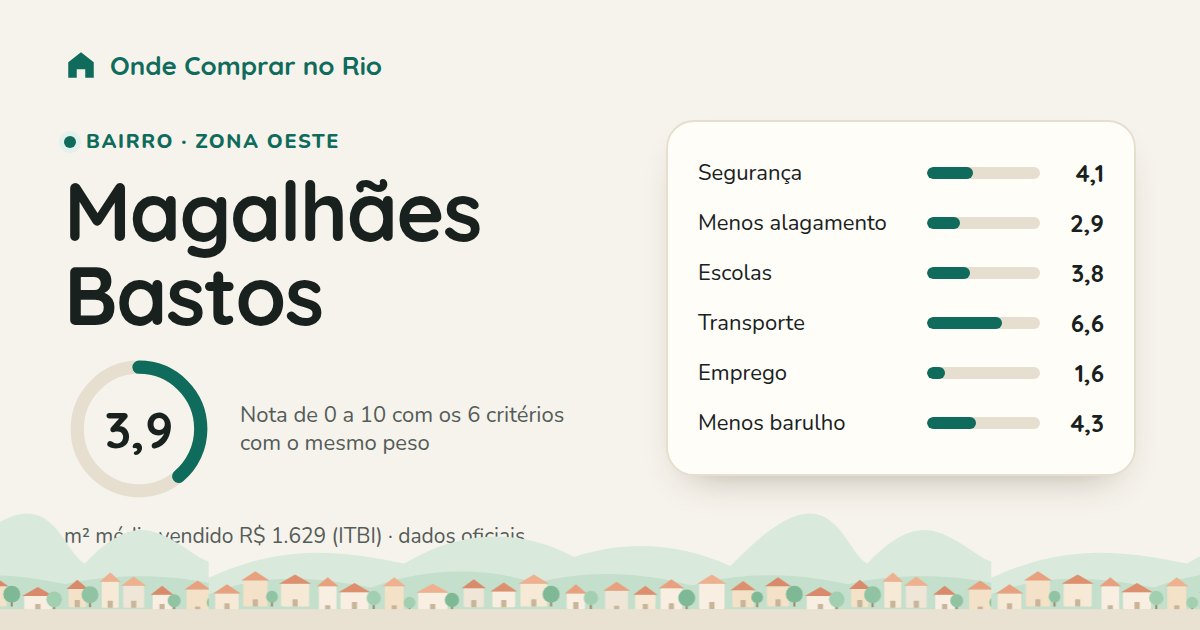 Onde Comprar no Rio
BAIRRO · ZONA OESTE
Magalhães
Bastos
3,9
Nota de 0 a 10 com os 6 critérios
com o mesmo peso
m² médio vendido R$ 1.629 (ITBI) · dados oficiais
Segurança 4,1
Menos alagamento 2,9
Escolas 3,8
Transporte 6,6
Emprego 1,6
Menos barulho 4,3